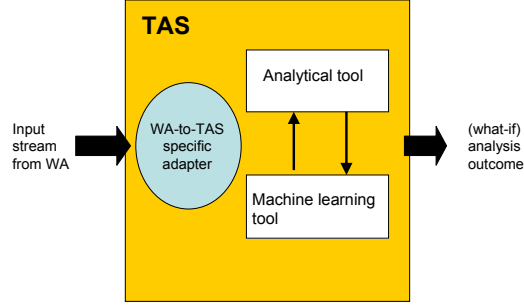 TAS
Analytical tool
Input
stream
from WA
WA-to-TAS
specific
adapter
(what-if)
analysis
outcome
Machine learning
tool